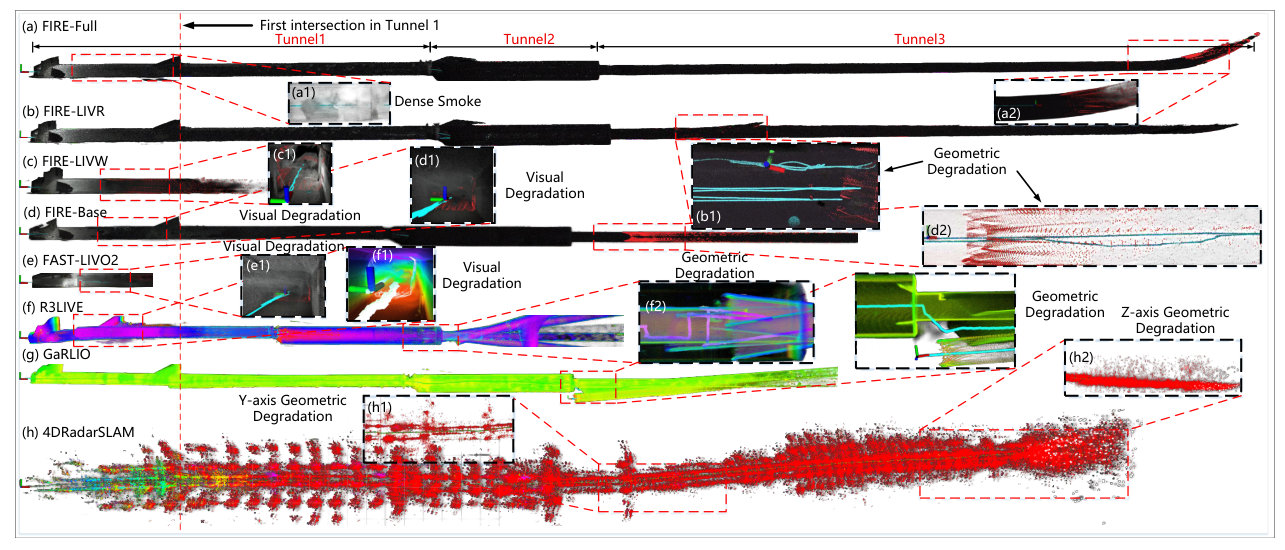 (a) FIRE-Full
First intersection in Tunnel 1
Tunnel1
Tunnel2
Tunnel3
(a1)
Dense Smoke
(a2)
(b) FIRE-LIVR
(c) FIRE-LIVW
(c1)
Visual Degradation
(d1)
Visual
Degradation
(b1)
Geometric
Degradation
(d) FIRE-Base
(d2)
Visual Degradation
(e) FAST-LIVO2
(e1)
(f1)
Visual
Degradation
Geometric
Degradation
(f) R3LIVE
(f2)
Geometric
Degradation
Z-axis Geometric
Degradation
(g) GaRLIO
(h2)
Y-axis Geometric
Degradation
(h1)
(h) 4DRadarSLAM